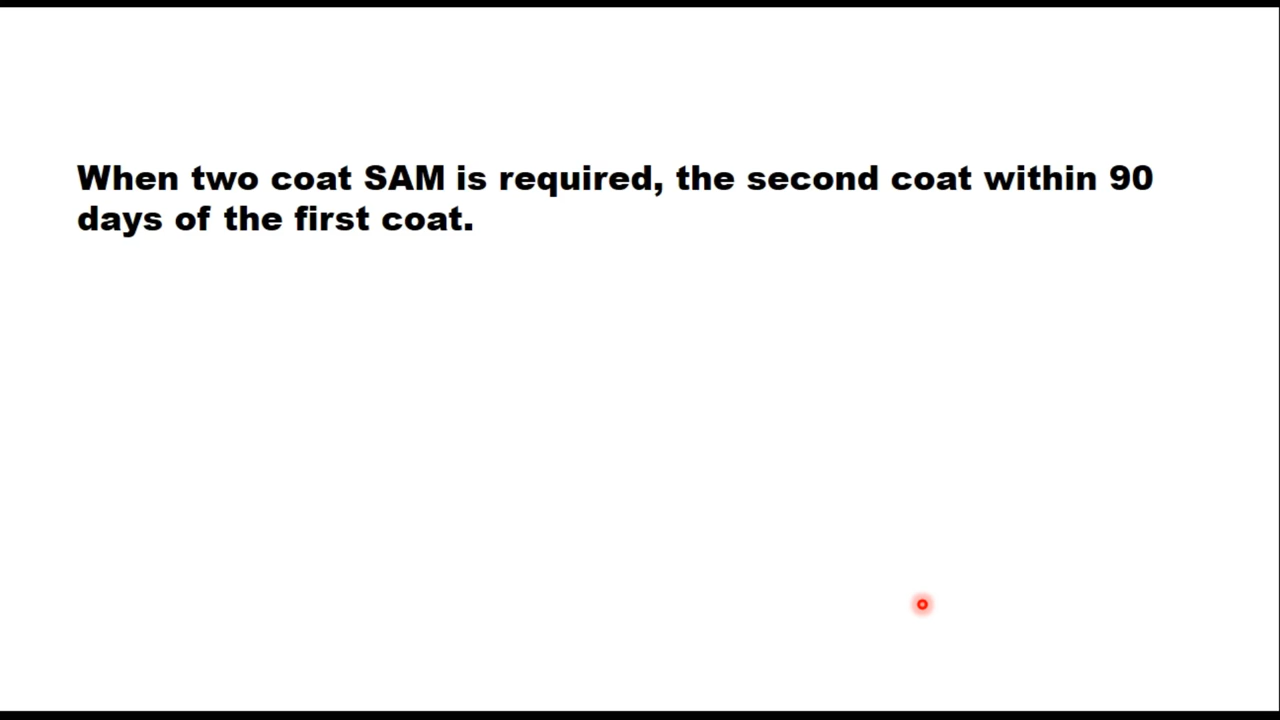 When two coat SAM is required, the second coat within 90
days of the first coat.